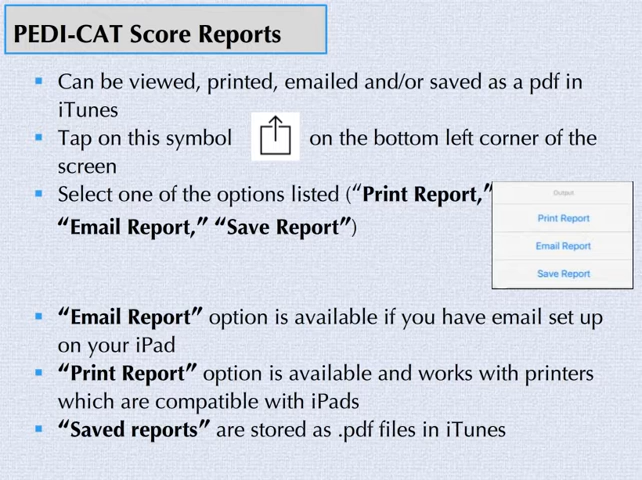 PEDI-CAT Score Reports
▪ Can be viewed, printed, emailed and/or saved as a pdf in
iTunes
▪ Tap on this symbol on the bottom left corner of the
screen
▪ Select one of the options listed (“Print Report,”
“Email Report,” “Save Report”)
Output
Print Report
Email Report
Save Report
▪ “Email Report” option is available if you have email set up
on your iPad
▪ “Print Report” option is available and works with printers
which are compatible with iPads
▪ “Saved reports” are stored as .pdf files in iTunes